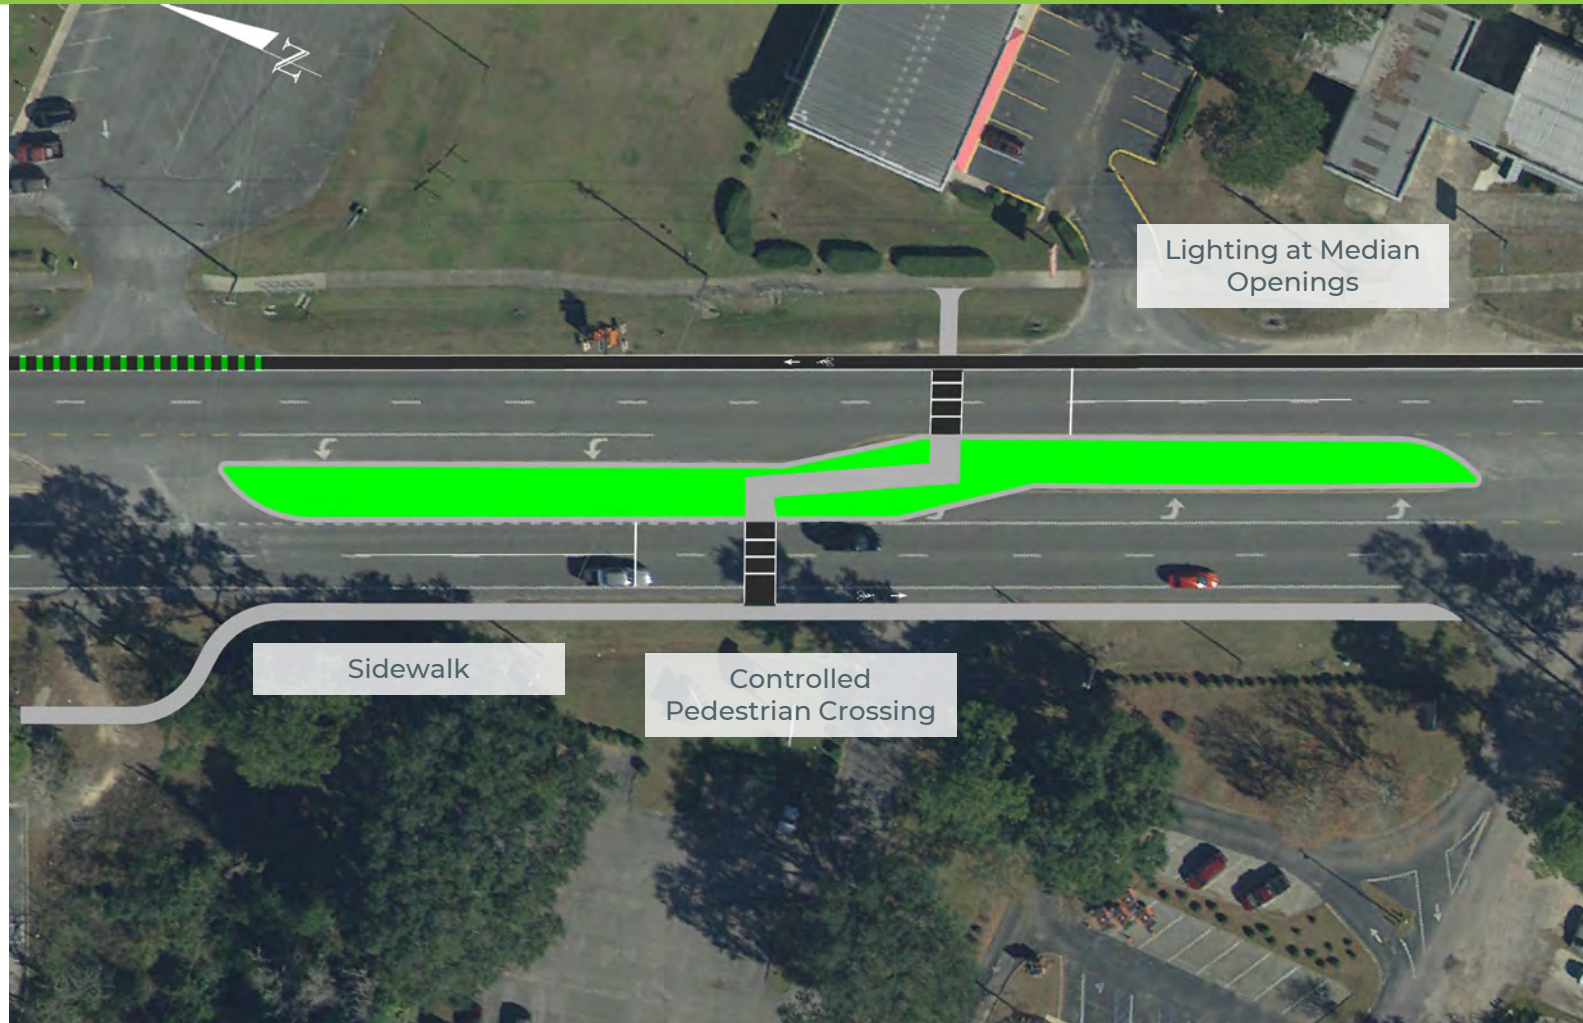 N
Lighting at Median
Openings
Sidewalk
Controlled
Pedestrian Crossing